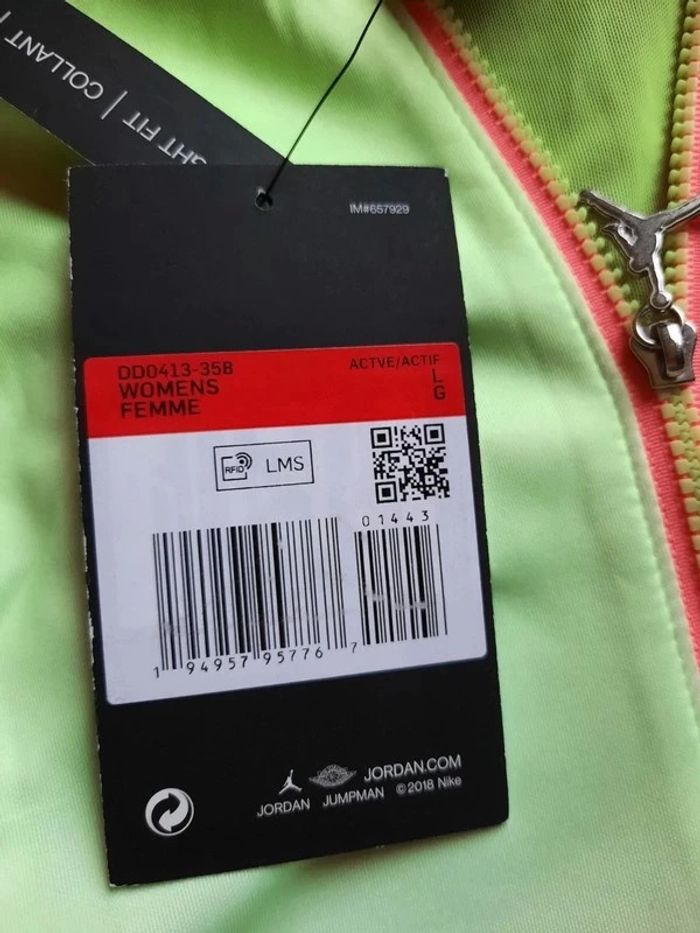 GHT FIT | COLLANT
IM#657929
DD0413-35B
WOMENS
FEMME
ACTVE/ACTIF
L
G
RFID
LMS
01443
1 94957 95776 7
JORDAN.COM
JORDAN JUMPMAN ©2018 Nike